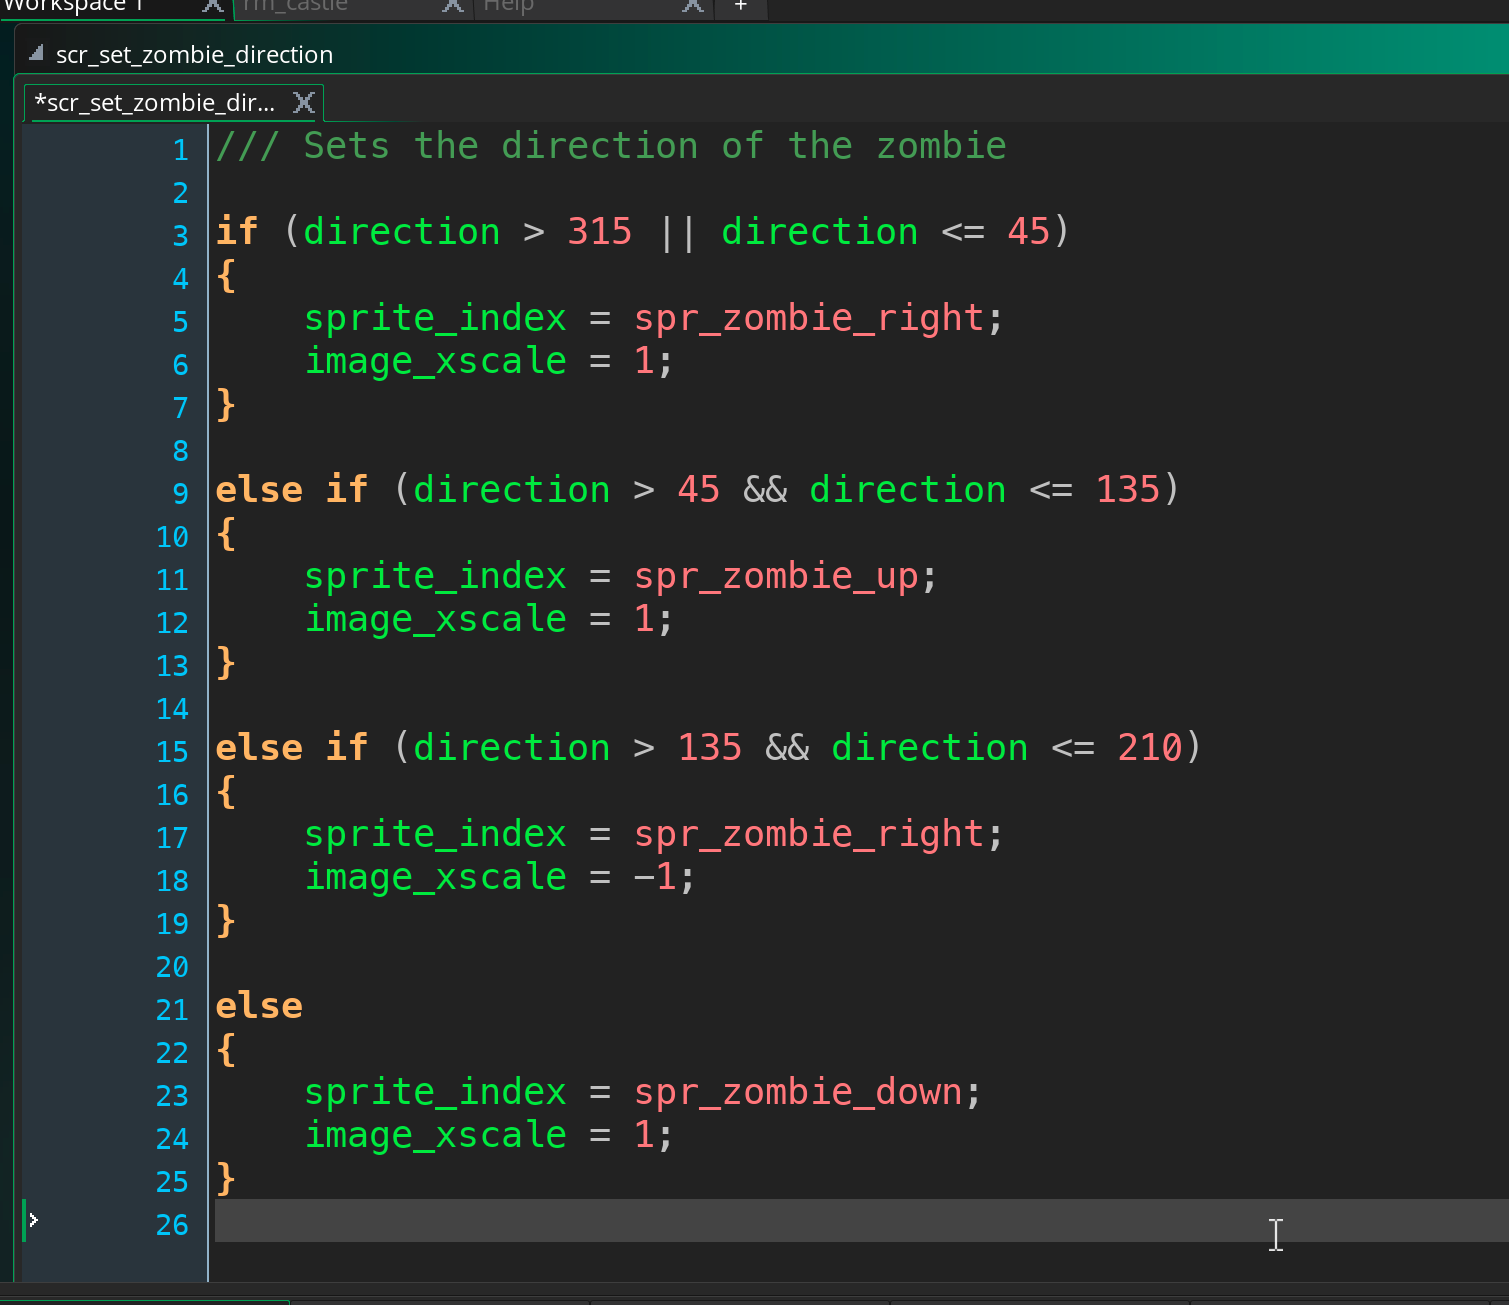 Workspace 1 rm_castle Help +
scr_set_zombie_direction
*scr_set_zombie_dir...
1 /// Sets the direction of the zombie
2
3 if (direction > 315 || direction <= 45)
4 {
5     sprite_index = spr_zombie_right;
6     image_xscale = 1;
7 }
8
9 else if (direction > 45 && direction <= 135)
10 {
11     sprite_index = spr_zombie_up;
12     image_xscale = 1;
13 }
14
15 else if (direction > 135 && direction <= 210)
16 {
17     sprite_index = spr_zombie_right;
18     image_xscale = -1;
19 }
20
21 else
22 {
23     sprite_index = spr_zombie_down;
24     image_xscale = 1;
25 }
26